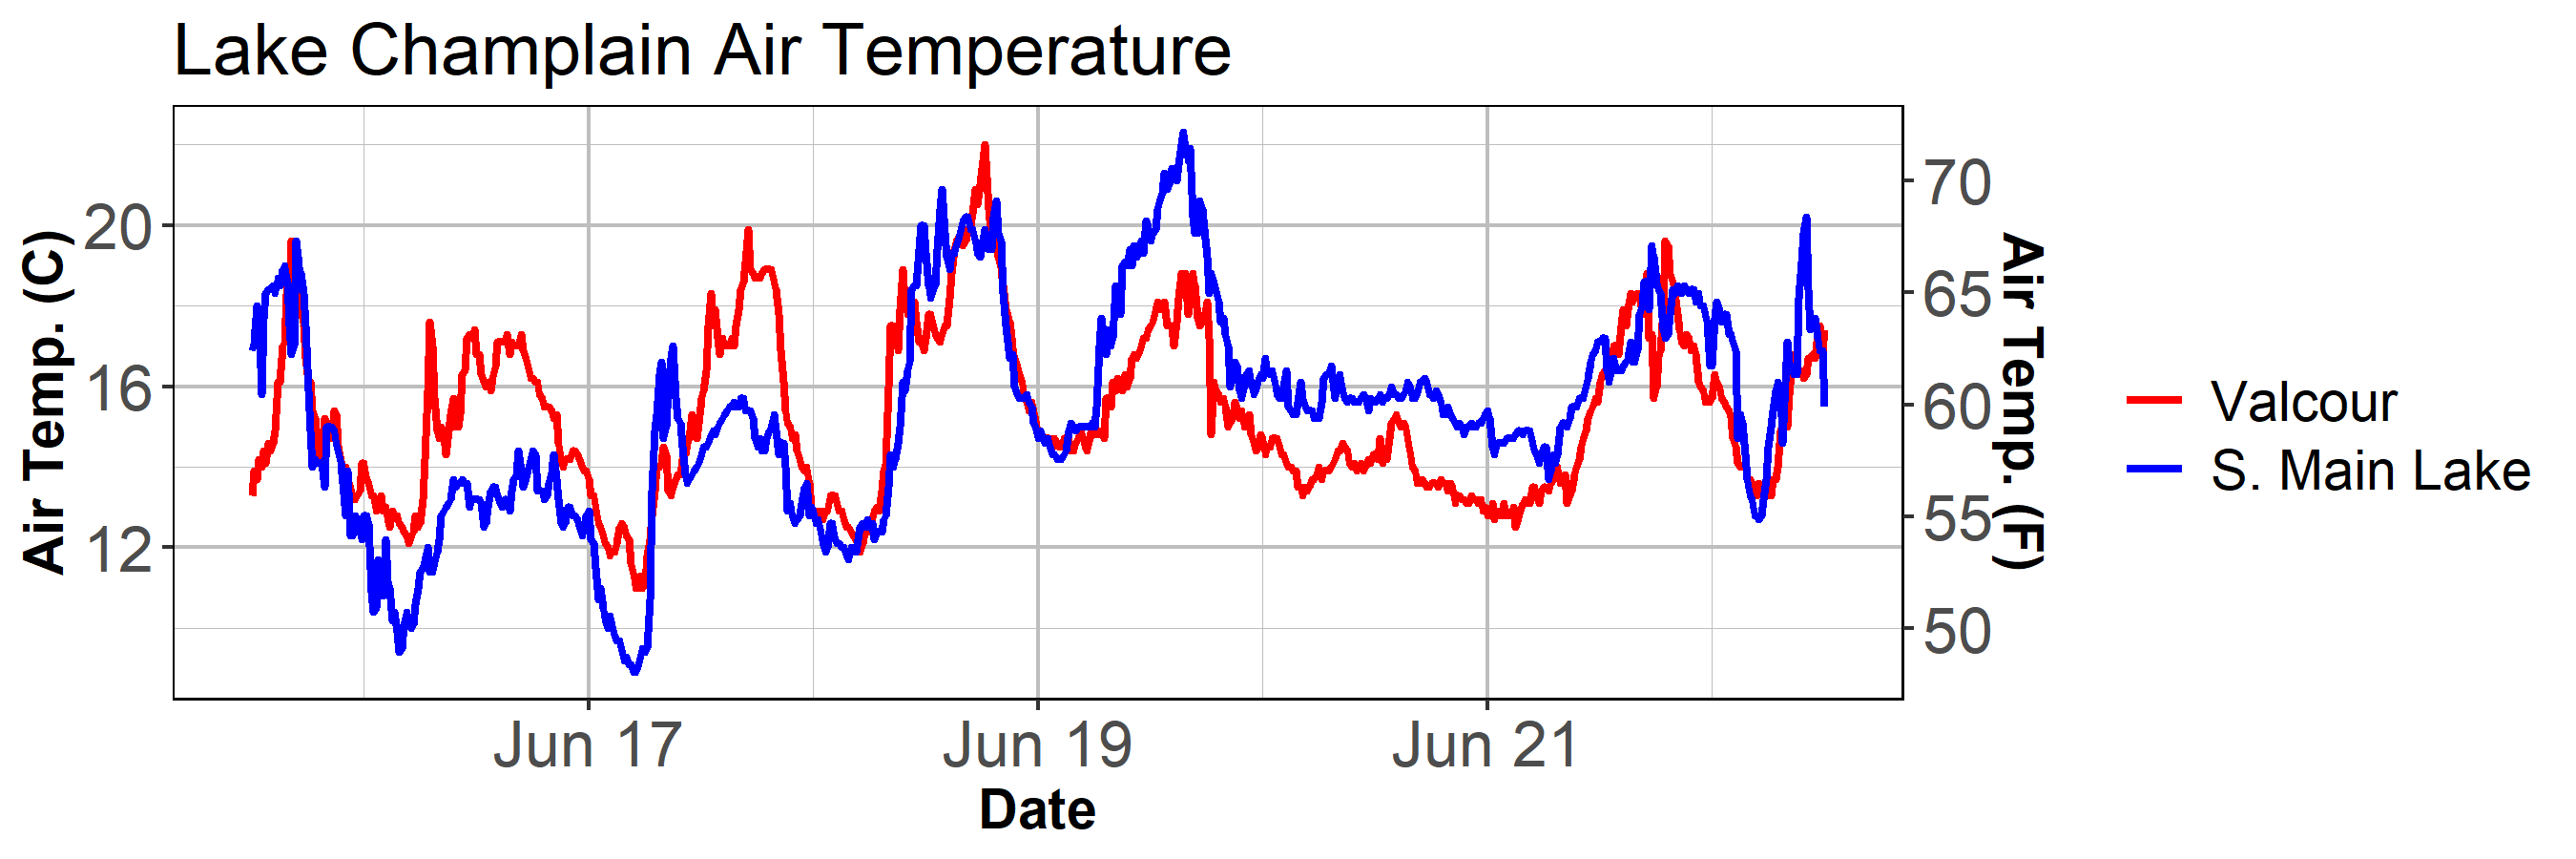 Lake Champlain Air Temperature
Air Temp. (C)
20
16
12
70
65
60
55
50
Air Temp. (F)
Jun 17
Jun 19
Jun 21
Date
Valcour
S. Main Lake